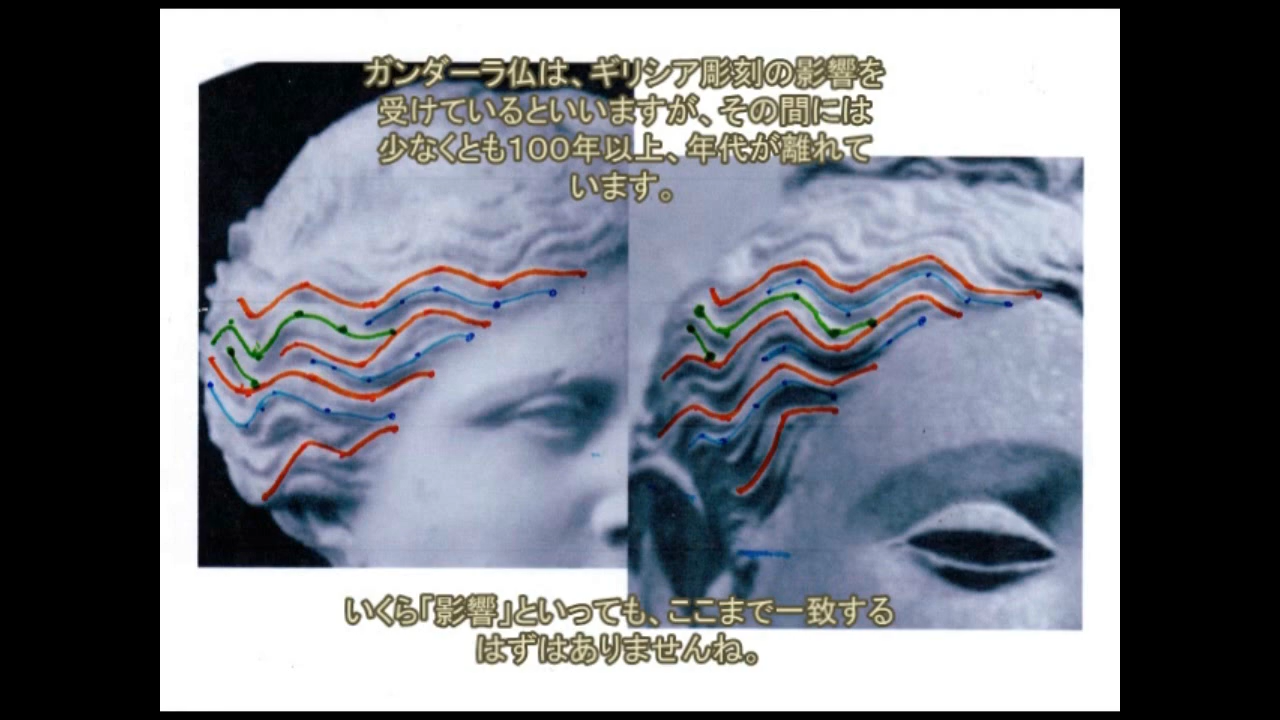 ガンダーラ仏は、ギリシア彫刻の影響を
受けているといいますが、その間には
少なくとも１００年以上、年代が離れて
います。
いくら「影響」といっても、ここまで一致する
はずはありませんね。